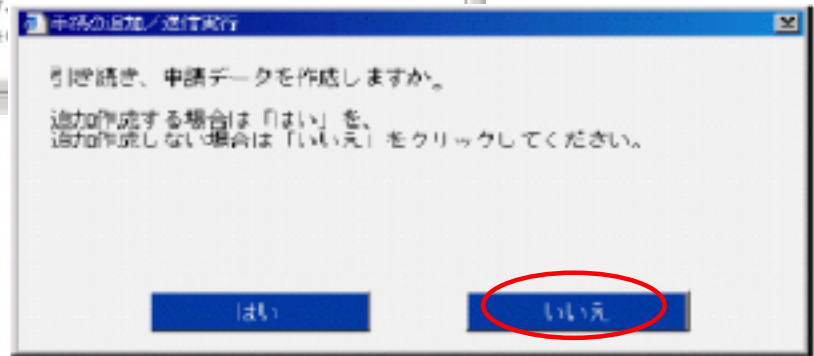 手続の追加／送信実行
引き続き、申請データを作成しますか。
追加作成する場合は「はい」を、
追加作成しない場合は「いいえ」をクリックしてください。
はい
いいえ